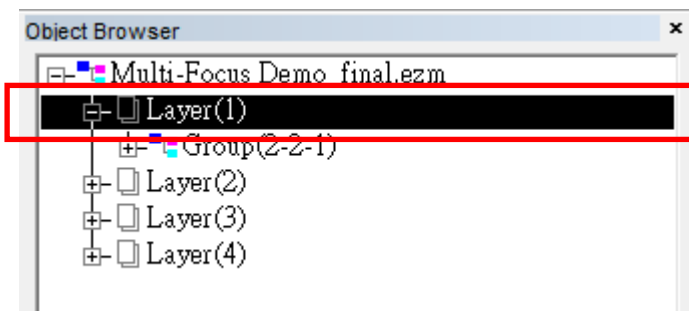 Object Browser
Multi-Focus Demo_final.ezm
Layer(1)
Group(2-2-1)
Layer(2)
Layer(3)
Layer(4)